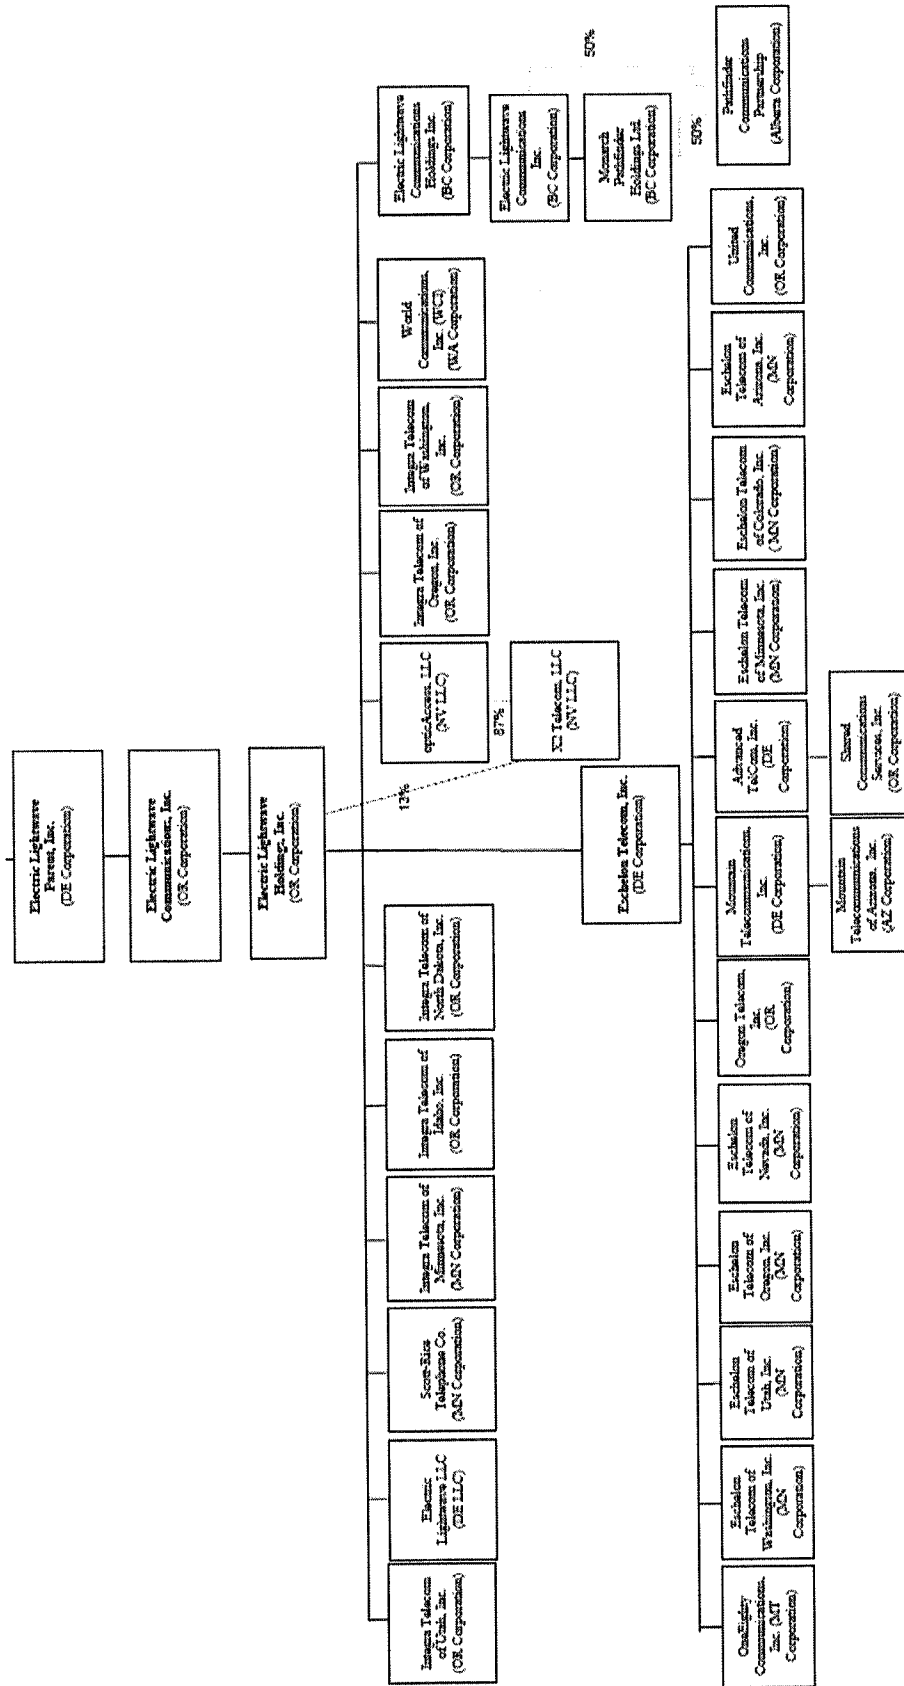 Electric Lightwave
Parent, Inc.
(DE Corporation)
Electric Lightwave
Communications, Inc.
(OR Corporation)
Electric Lightwave
Holdings, Inc.
(OR Corporation)
13%
Integra Telecom
of Utah, Inc.
(OR Corporation)
Electric
Lightwave LLC
(DE LLC)
Scott-Rice
Telephone Co.
(MN Corporation)
Integra Telecom of
Minnesota, Inc.
(MN Corporation)
Integra Telecom of
Idaho, Inc.
(OR Corporation)
Integra Telecom of
North Dakota, Inc.
(OR Corporation)
opticAccess, LLC
(NV LLC)
87%
X2 Telecom, LLC
(NV LLC)
Integra Telecom of
Oregon, Inc.
(OR Corporation)
Integra Telecom
of Washington,
Inc.
(OR Corporation)
World
Communications,
Inc. (WCI)
(WA Corporation)
Electric Lightwave
Communications
Holdings Inc.
(BC Corporation)
Electric Lightwave
Communications
Inc.
(BC Corporation)
Monarch
Pathfinder
Holdings Ltd.
(BC Corporation)
50%
50%
Pathfinder
Communications
Partnership
(Alberta Corporation)
Eschelon Telecom, Inc.
(DE Corporation)
OneEighty
Communications,
Inc. (MT
Corporation)
Eschelon
Telecom of
Washington, Inc.
(MN
Corporation)
Eschelon
Telecom of
Utah, Inc.
(MN
Corporation)
Eschelon
Telecom of
Oregon, Inc.
(MN
Corporation)
Eschelon
Telecom of
Nevada, Inc.
(MN
Corporation)
Oregon Telecom,
Inc.
(OR
Corporation)
Mountain
Telecommunications,
Inc.
(DE Corporation)
Advanced
TelCom, Inc.
(DE
Corporation)
Eschelon Telecom
of Minnesota, Inc.
(MN Corporation)
Eschelon Telecom
of Colorado, Inc.
( MN Corporation)
Eschelon
Telecom of
Arizona, Inc.
(MN
Corporation)
United
Communications,
Inc.
(OR Corporation)
Mountain
Telecommunications
of Arizona, Inc.
(AZ Corporation)
Shared
Communications
Services, Inc.
(OR Corporation)